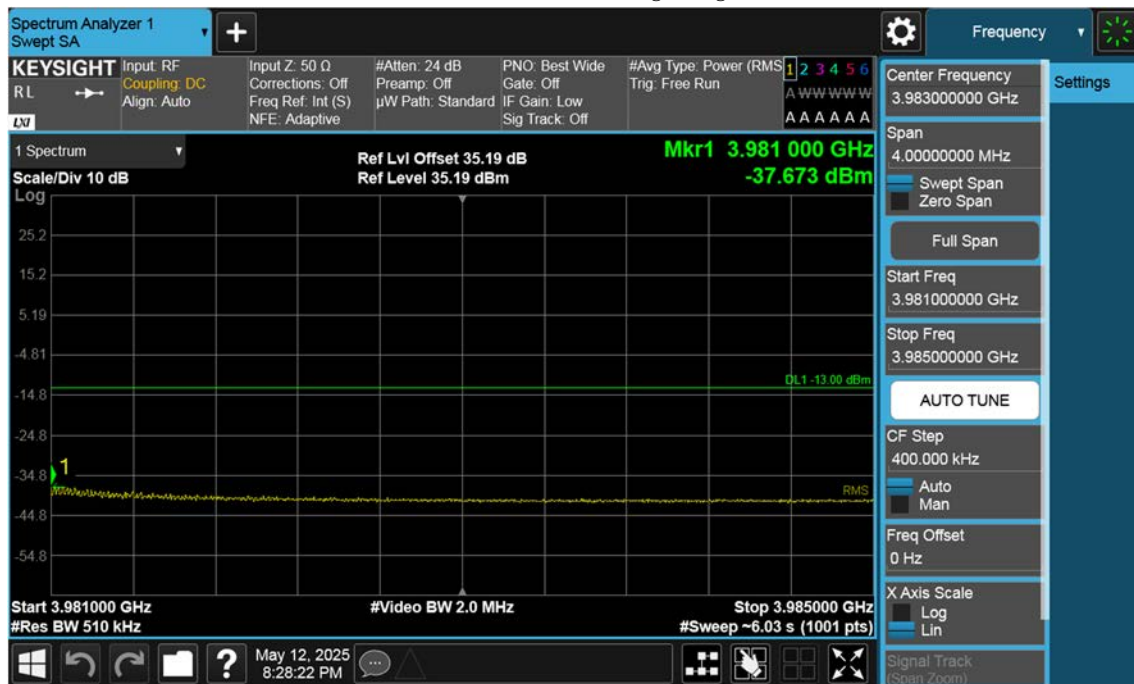 Spectrum Analyzer 1
Swept SA
Frequency
KEYSIGHT
RL
LXI
Input: RF
Coupling: DC
Align: Auto
Input Z: 50 Ω
Corrections: Off
Freq Ref: Int (S)
NFE: Adaptive
#Atten: 24 dB
Preamp: Off
µW Path: Standard
PNO: Best Wide
Gate: Off
IF Gain: Low
Sig Track: Off
#Avg Type: Power (RMS
Trig: Free Run
1 2 3 4 5 6
A W W W W W
A A A A A A
1 Spectrum
Scale/Div 10 dB
Log
Ref Lvl Offset 35.19 dB
Ref Level 35.19 dBm
Mkr1 3.981 000 GHz
-37.673 dBm
25.2
15.2
5.19
-4.81
DL1 -13.00 dBm
-14.8
-24.8
1
-34.8
RMS
-44.8
-54.8
Start 3.981000 GHz
#Res BW 510 kHz
#Video BW 2.0 MHz
Stop 3.985000 GHz
#Sweep ~6.03 s (1001 pts)
Center Frequency
3.983000000 GHz
Settings
Span
4.00000000 MHz
Swept Span
Zero Span
Full Span
Start Freq
3.981000000 GHz
Stop Freq
3.985000000 GHz
AUTO TUNE
CF Step
400.000 kHz
Auto
Man
Freq Offset
0 Hz
X Axis Scale
Log
Lin
Signal Track
(Span Zoom)
?
May 12, 2025
8:28:22 PM